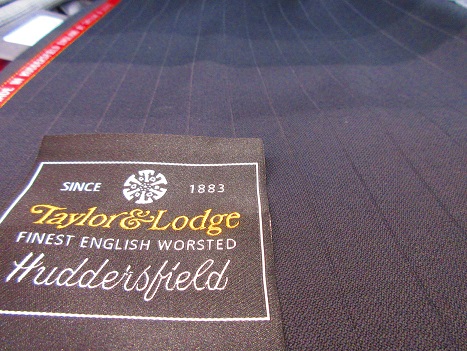 SINCE 1883
Taylor & Lodge
FINEST ENGLISH WORSTED
Huddersfield